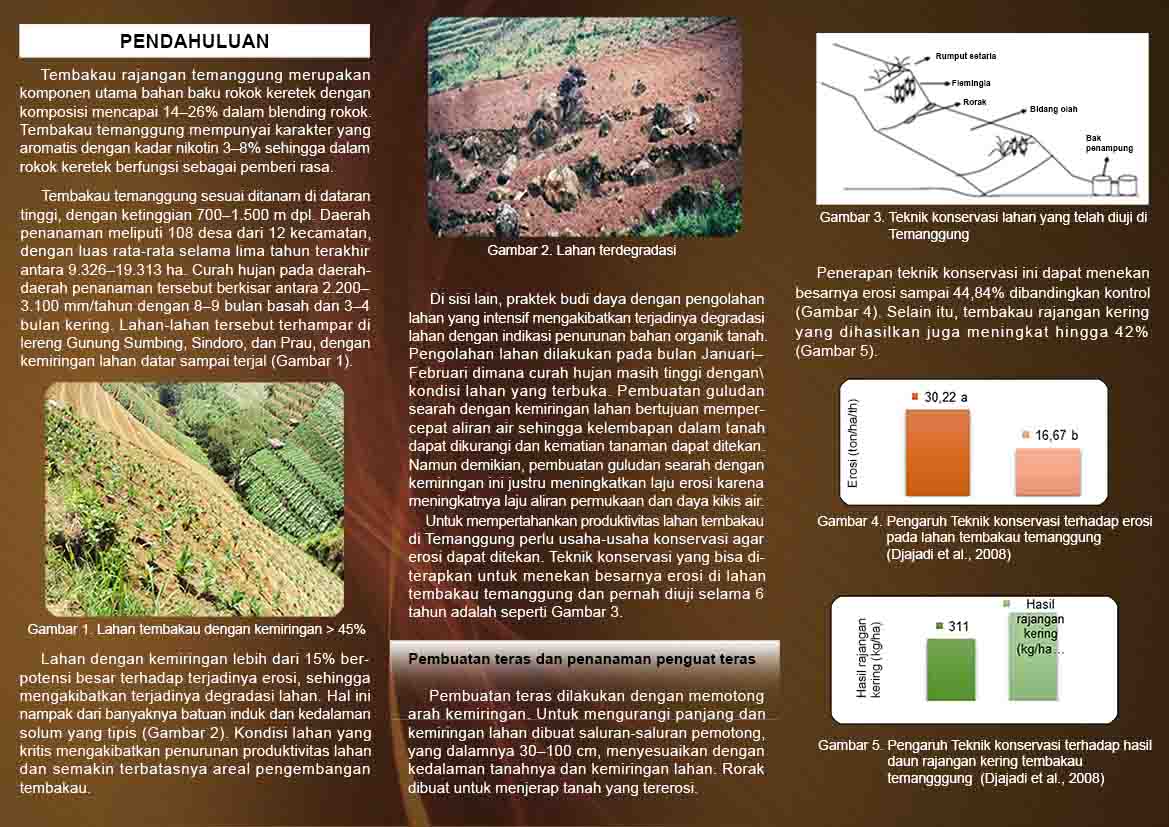 PENDAHULUAN
Tembakau rajangan temanggung merupakan
komponen utama bahan baku rokok keretek dengan
komposisi mencapai 14–26% dalam blending rokok.
Tembakau temanggung mempunyai karakter yang
aromatis dengan kadar nikotin 3–8% sehingga dalam
rokok keretek berfungsi sebagai pemberi rasa.
Tembakau temanggung sesuai ditanam di dataran
tinggi, dengan ketinggian 700–1.500 m dpl. Daerah
penanaman meliputi 108 desa dari 12 kecamatan,
dengan luas rata-rata selama lima tahun terakhir
antara 9.326–19.313 ha. Curah hujan pada daerah-
daerah penanaman tersebut berkisar antara 2.200–
3.100 mm/tahun dengan 8–9 bulan basah dan 3–4
bulan kering. Lahan-lahan tersebut terhampar di
lereng Gunung Sumbing, Sindoro, dan Prau, dengan
kemiringan lahan datar sampai terjal (Gambar 1).
Gambar 1. Lahan tembakau dengan kemiringan > 45%
Lahan dengan kemiringan lebih dari 15% ber-
potensi besar terhadap terjadinya erosi, sehingga
mengakibatkan terjadinya degradasi lahan. Hal ini
nampak dari banyaknya batuan induk dan kedalaman
solum yang tipis (Gambar 2). Kondisi lahan yang
kritis mengakibatkan penurunan produktivitas lahan
dan semakin terbatasnya areal pengembangan
tembakau.
Gambar 2. Lahan terdegradasi
Di sisi lain, praktek budi daya dengan pengolahan
lahan yang intensif mengakibatkan terjadinya degradasi
lahan dengan indikasi penurunan bahan organik tanah.
Pengolahan lahan dilakukan pada bulan Januari–
Februari dimana curah hujan masih tinggi dengan\
kondisi lahan yang terbuka. Pembuatan guludan
searah dengan kemiringan lahan bertujuan memper-
cepat aliran air sehingga kelembapan dalam tanah
dapat dikurangi dan kematian tanaman dapat ditekan.
Namun demikian, pembuatan guludan searah dengan
kemiringan ini justru meningkatkan laju erosi karena
meningkatnya laju aliran permukaan dan daya kikis air.
Untuk mempertahankan produktivitas lahan tembakau
di Temanggung perlu usaha-usaha konservasi agar
erosi dapat ditekan. Teknik konservasi yang bisa di-
terapkan untuk menekan besarnya erosi di lahan
tembakau temanggung dan pernah diuji selama 6
tahun adalah seperti Gambar 3.
Pembuatan teras dan penanaman penguat teras
Pembuatan teras dilakukan dengan memotong
arah kemiringan. Untuk mengurangi panjang dan
kemiringan lahan dibuat saluran-saluran pemotong,
yang dalamnya 30–100 cm, menyesuaikan dengan
kedalaman tanahnya dan kemiringan lahan. Rorak
dibuat untuk menjerap tanah yang tererosi.
Rumput setaria
Flemingia
Rorak
Bidang olah
Bak
penampung
Gambar 3. Teknik konservasi lahan yang telah diuji di
Temanggung
Penerapan teknik konservasi ini dapat menekan
besarnya erosi sampai 44,84% dibandingkan kontrol
(Gambar 4). Selain itu, tembakau rajangan kering
yang dihasilkan juga meningkat hingga 42%
(Gambar 5).
Erosi (ton/ha/th)
30,22 a
16,67 b
Gambar 4. Pengaruh Teknik konservasi terhadap erosi
pada lahan tembakau temanggung
(Djajadi et al., 2008)
Hasil rajangan
kering (kg/ha)
311
Hasil
rajangan
kering
(kg/ha…
Gambar 5. Pengaruh Teknik konservasi terhadap hasil
daun rajangan kering tembakau
temangggung (Djajadi et al., 2008)